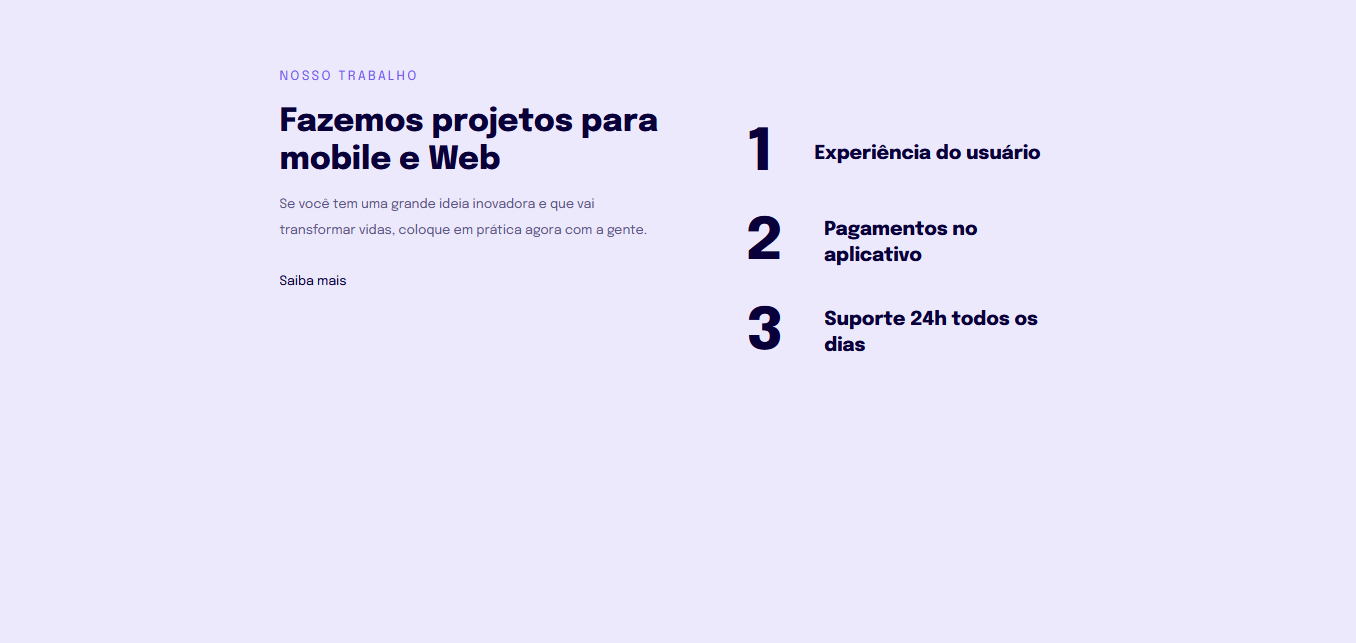 NOSSO TRABALHO
Fazemos projetos para
mobile e Web
Se você tem uma grande ideia inovadora e que vai
transformar vidas, coloque em prática agora com a gente.
Saiba mais
1 Experiência do usuário
2 Pagamentos no
aplicativo
3 Suporte 24h todos os
dias